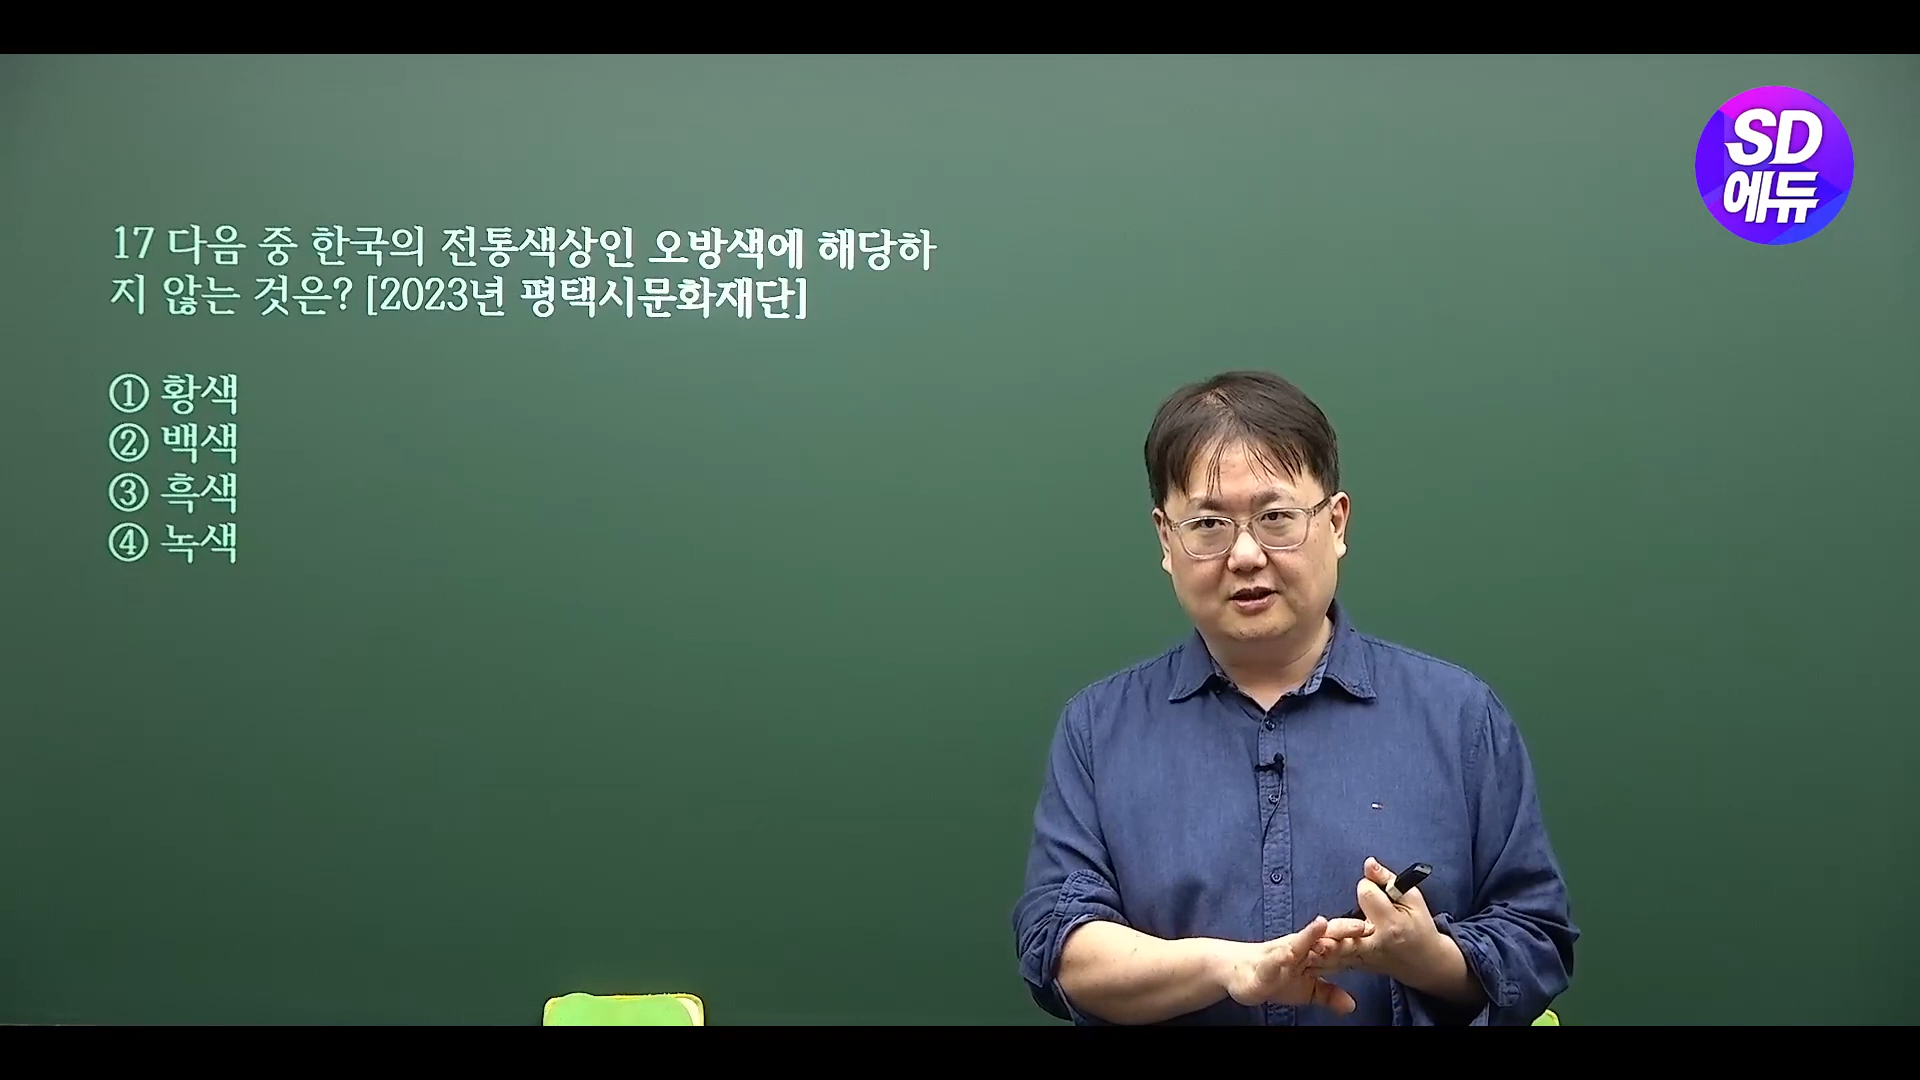 17 다음 중 한국의 전통색상인 오방색에 해당하
지 않는 것은? [2023년 평택시문화재단]
① 황색
② 백색
③ 흑색
④ 녹색
SD
에듀